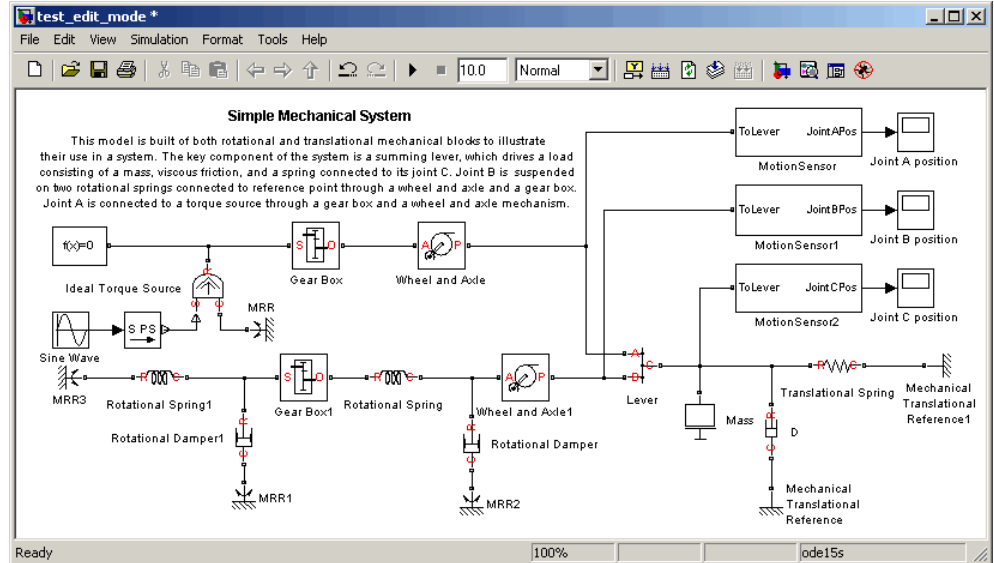 test_edit_mode *
File Edit View Simulation Format Tools Help
10.0 Normal
Simple Mechanical System
This model is built of both rotational and translational mechanical blocks to illustrate
their use in a system. The key component of the system is a summing lever, which drives a load
consisting of a mass, viscous friction, and a spring connected to its joint C. Joint B is suspended
on two rotational springs connected to reference point through a wheel and axle and a gear box.
Joint A is connected to a torque source through a gear box and a wheel and axle mechanism.
ToLever JointAPos
MotionSensor
Joint A position
ToLever JointBPos
MotionSensor1
Joint B position
ToLever JointCPos
MotionSensor2
Joint C position
f(x)=0
S O
Gear Box
A P
Wheel and Axle
Ideal Torque Source
R
S C
MRR
Sine Wave
S PS
MRR3
R C
Rotational Spring1
S O
Gear Box1
R C
Rotational Spring
A P
Wheel and Axle1
A
B
C
Lever
Mass
R C
Translational Spring
Mechanical
Translational
Reference1
R
C
Rotational Damper1
MRR1
R
C
Rotational Damper
MRR2
R
C
D
Mechanical
Translational
Reference
Ready 100% ode15s